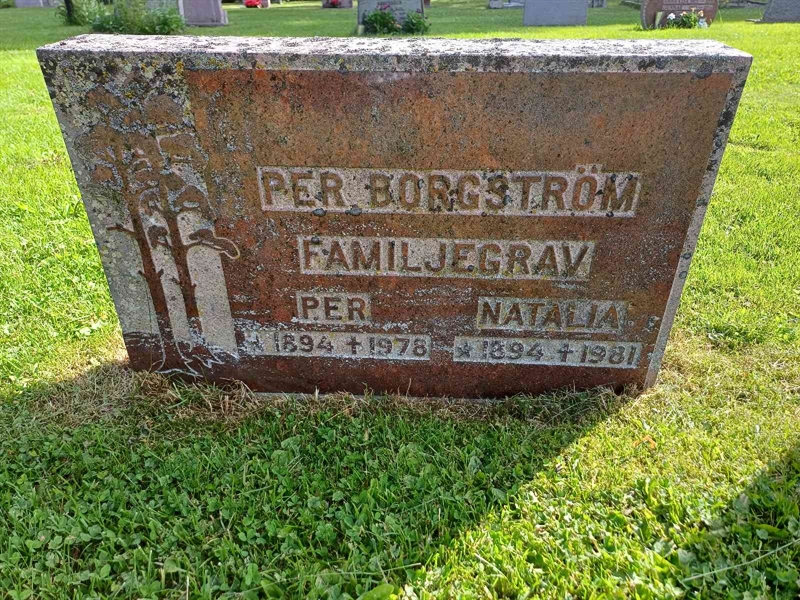 PER BORGSTRÖM
FAMILJEGRAV
PER NATALIA
☆ 1894 ✝ 1978 ☆ 1894 ✝ 1981